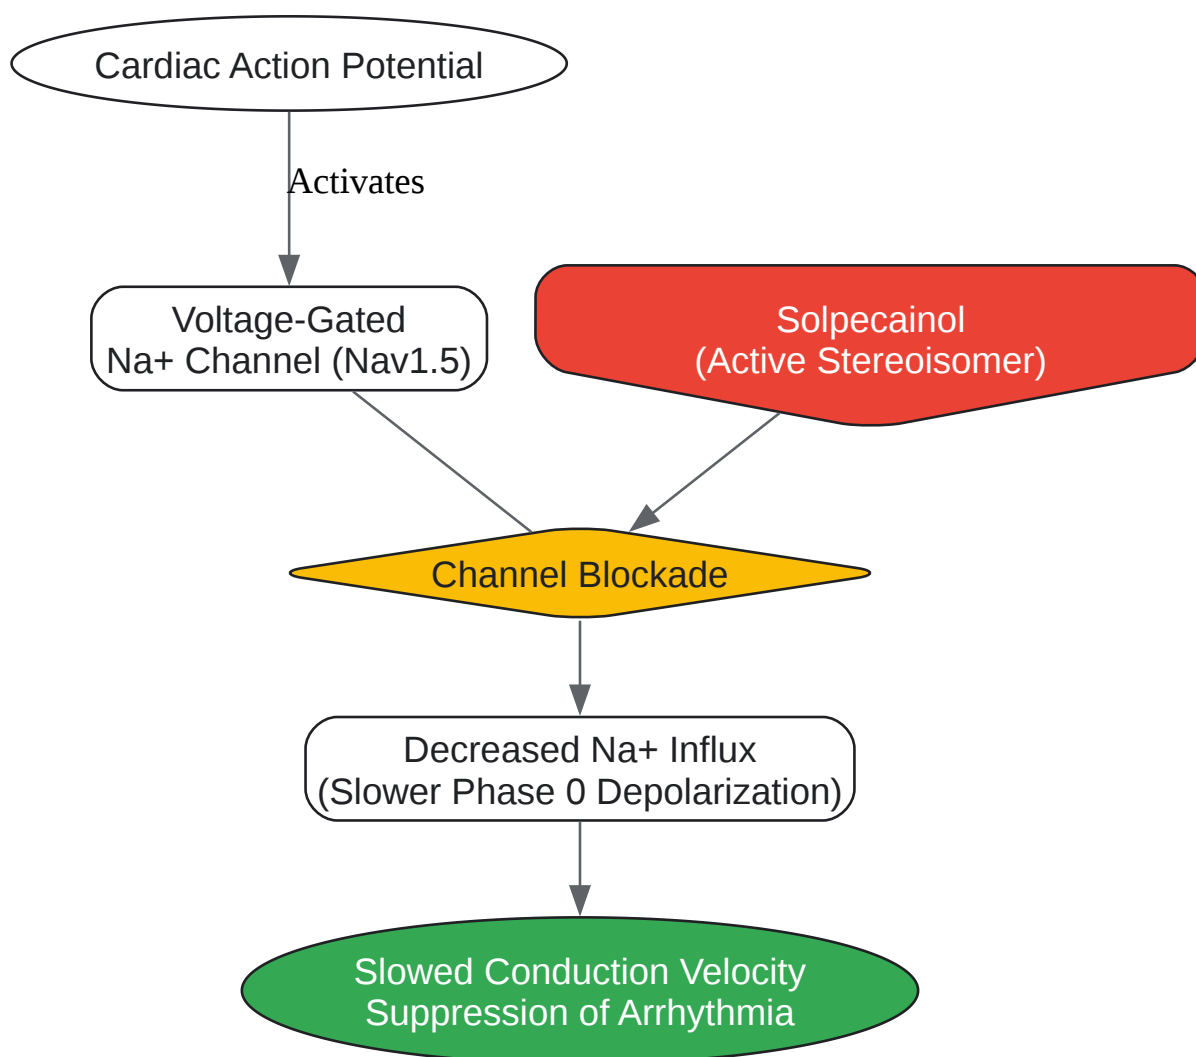 Cardiac Action Potential
Activates
Voltage-Gated
Na+ Channel (Nav1.5)
Solpecainol
(Active Stereoisomer)
Channel Blockade
Decreased Na+ Influx
(Slower Phase 0 Depolarization)
Slowed Conduction Velocity
Suppression of Arrhythmia